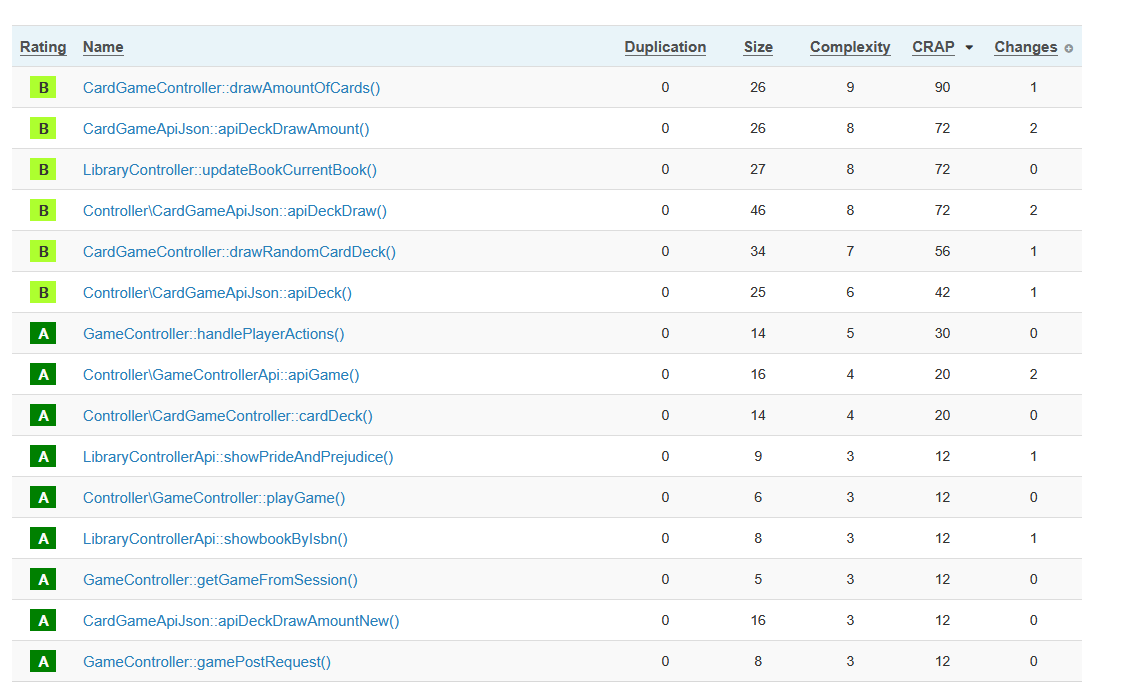 Rating Name Duplication Size Complexity CRAP Changes
B CardGameController::drawAmountOfCards() 0 26 9 90 1
B CardGameApiJson::apiDeckDrawAmount() 0 26 8 72 2
B LibraryController::updateBookCurrentBook() 0 27 8 72 0
B Controller\CardGameApiJson::apiDeckDraw() 0 46 8 72 2
B CardGameController::drawRandomCardDeck() 0 34 7 56 1
B Controller\CardGameApiJson::apiDeck() 0 25 6 42 1
A GameController::handlePlayerActions() 0 14 5 30 0
A Controller\GameControllerApi::apiGame() 0 16 4 20 2
A Controller\CardGameController::cardDeck() 0 14 4 20 0
A LibraryControllerApi::showPrideAndPrejudice() 0 9 3 12 1
A Controller\GameController::playGame() 0 6 3 12 0
A LibraryControllerApi::showbookByIsbn() 0 8 3 12 1
A GameController::getGameFromSession() 0 5 3 12 0
A CardGameApiJson::apiDeckDrawAmountNew() 0 16 3 12 0
A GameController::gamePostRequest() 0 8 3 12 0